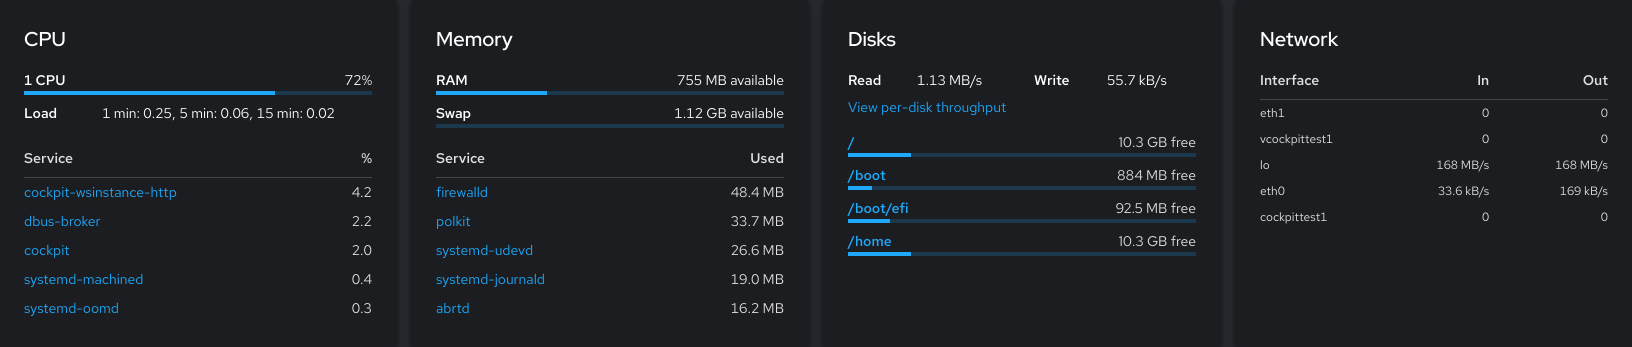 CPU
1 CPU 72%
Load 1 min: 0.25, 5 min: 0.06, 15 min: 0.02
Service %
cockpit-wsinstance-http 4.2
dbus-broker 2.2
cockpit 2.0
systemd-machined 0.4
systemd-oomd 0.3
Memory
RAM 755 MB available
Swap 1.12 GB available
Service Used
firewalld 48.4 MB
polkit 33.7 MB
systemd-udevd 26.6 MB
systemd-journald 19.0 MB
abrtd 16.2 MB
Disks
Read 1.13 MB/s Write 55.7 kB/s
View per-disk throughput
/ 10.3 GB free
/boot 884 MB free
/boot/efi 92.5 MB free
/home 10.3 GB free
Network
Interface In Out
eth1 0 0
vcockpittest1 0 0
lo 168 MB/s 168 MB/s
eth0 33.6 kB/s 169 kB/s
cockpittest1 0 0